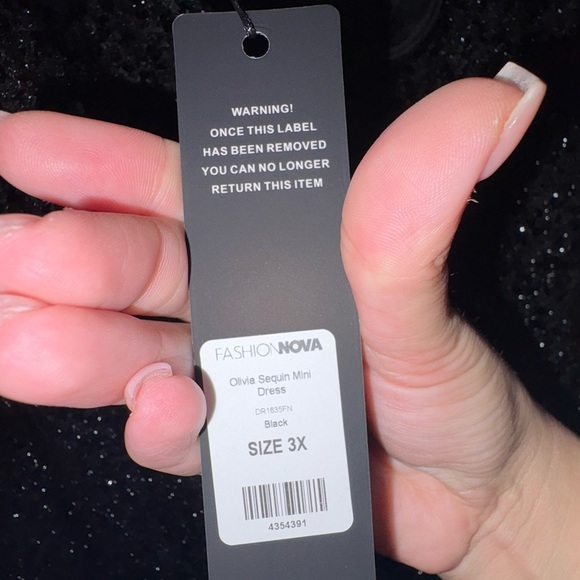 WARNING!
ONCE THIS LABEL
HAS BEEN REMOVED
YOU CAN NO LONGER
RETURN THIS ITEM
FASHIONNOVA
Olivia Sequin Mini
Dress
DR1835FN
Black
SIZE 3X
4354391